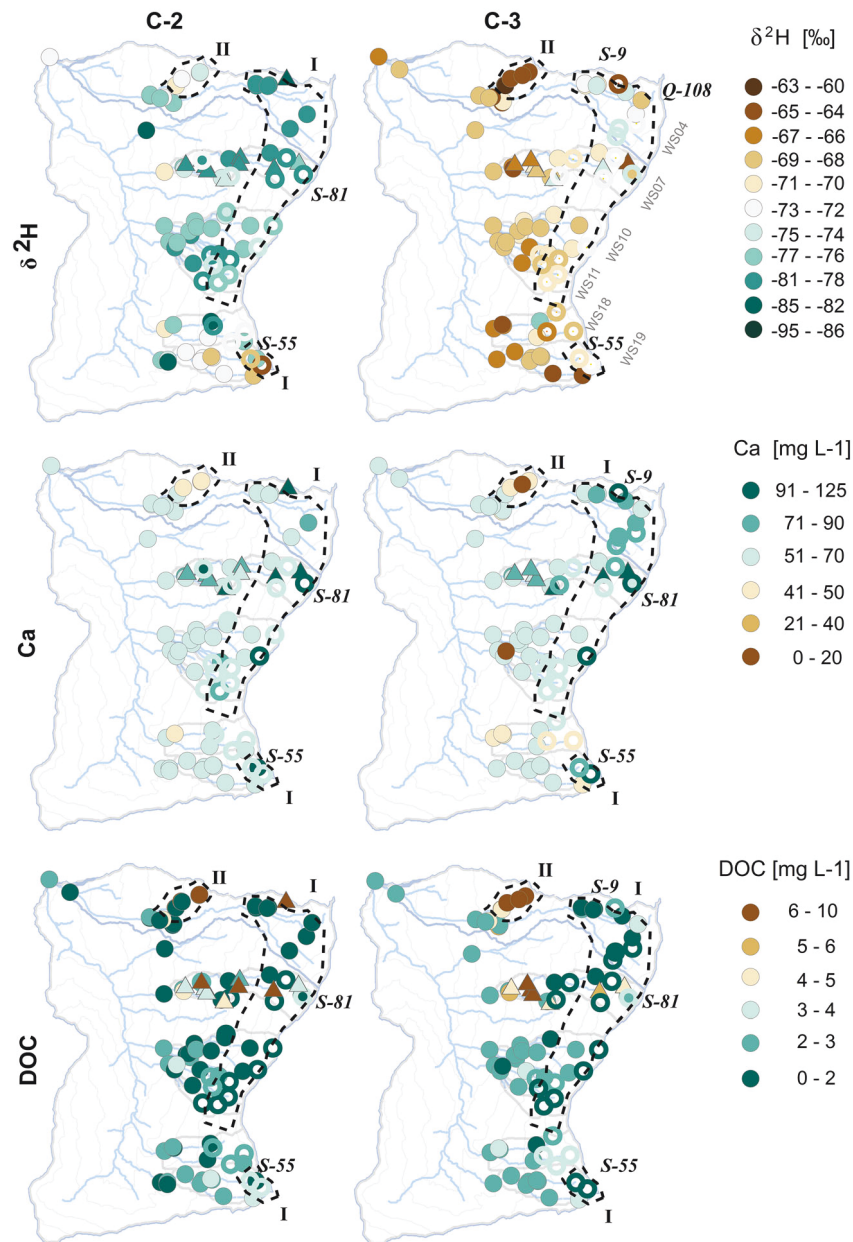 C-2
C-3
δ²H [‰]
II
I
II
S-9
Q-108
-63 - -60
-65 - -64
-67 - -66
-69 - -68
-71 - -70
-73 - -72
-75 - -74
-77 - -76
-81 - -78
-85 - -82
-95 - -86
WS04
S-81
WS07
δ²H
WS10
WS11
WS18
S-55
S-55
WS19
I
Ca [mg L-1]
II
I
II
I
S-9
91 - 125
71 - 90
51 - 70
41 - 50
21 - 40
0 - 20
S-81
S-81
Ca
S-55
S-55
I
I
DOC [mg L-1]
II
I
II
S-9
I
6 - 10
5 - 6
4 - 5
3 - 4
2 - 3
0 - 2
S-81
S-81
DOC
S-55
S-55
I
I